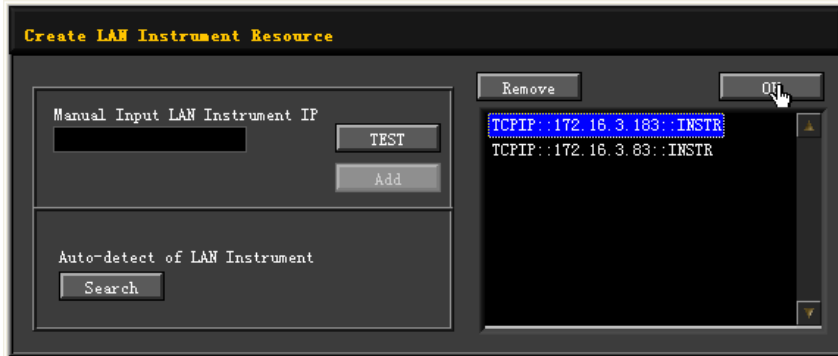 Create LAN Instrument Resource
Manual Input LAN Instrument IP
TEST
Add
Auto-detect of LAN Instrument
Search
Remove
OK
TCPIP::172.16.3.183::INSTR
TCPIP::172.16.3.83::INSTR